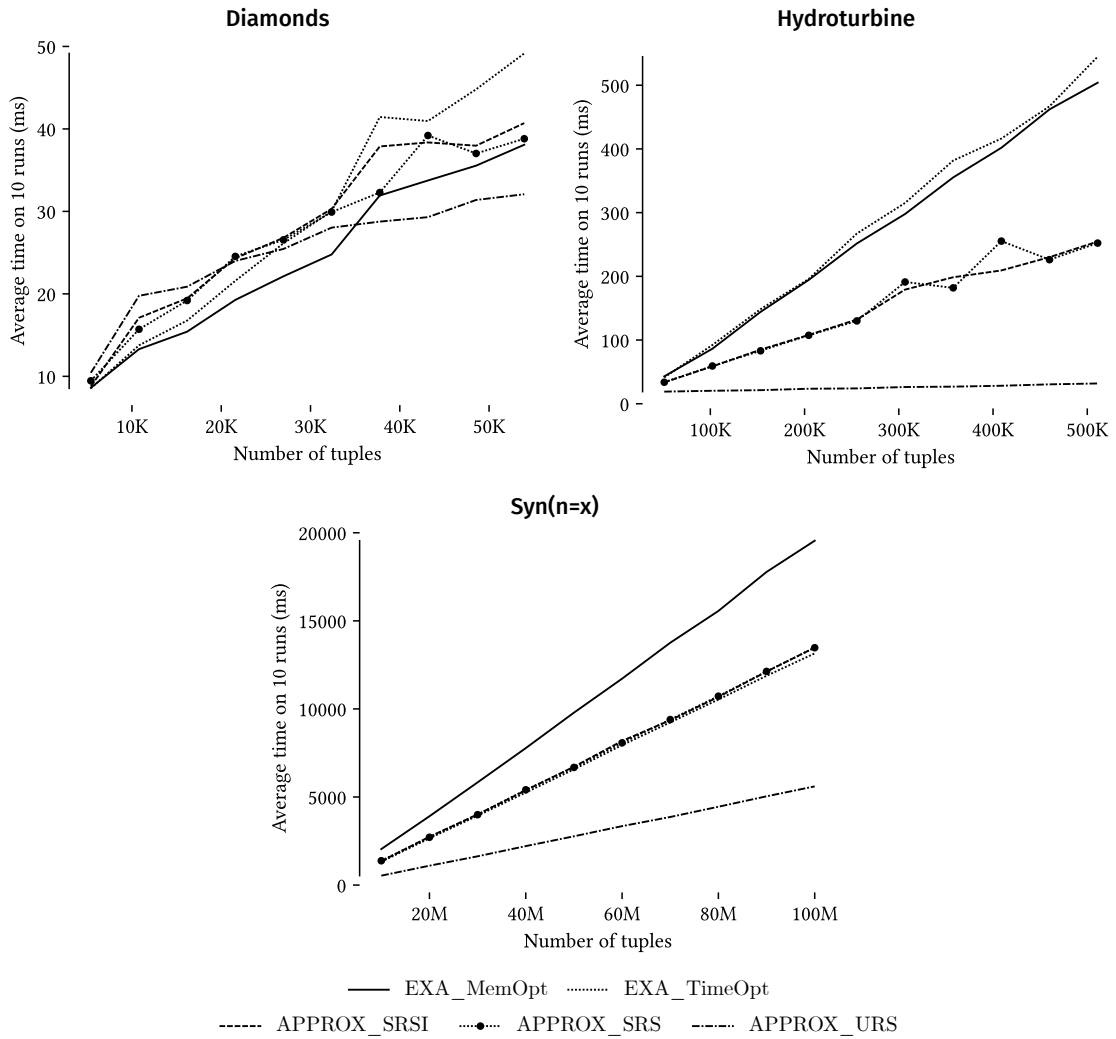 Diamonds
Average time on 10 runs (ms)
50
40
30
20
10
10K 20K 30K 40K 50K
Number of tuples
Hydroturbine
Average time on 10 runs (ms)
500
400
300
200
100
0
100K 200K 300K 400K 500K
Number of tuples
Syn(n=x)
Average time on 10 runs (ms)
20000
15000
10000
5000
0
20M 40M 60M 80M 100M
Number of tuples
EXA_MemOpt EXA_TimeOpt
APPROX_SRSI APPROX_SRS APPROX_URS